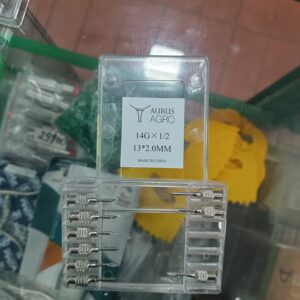 AURUS
AGRO
14G×1/2
13*2.0MM
MADE IN CHINA